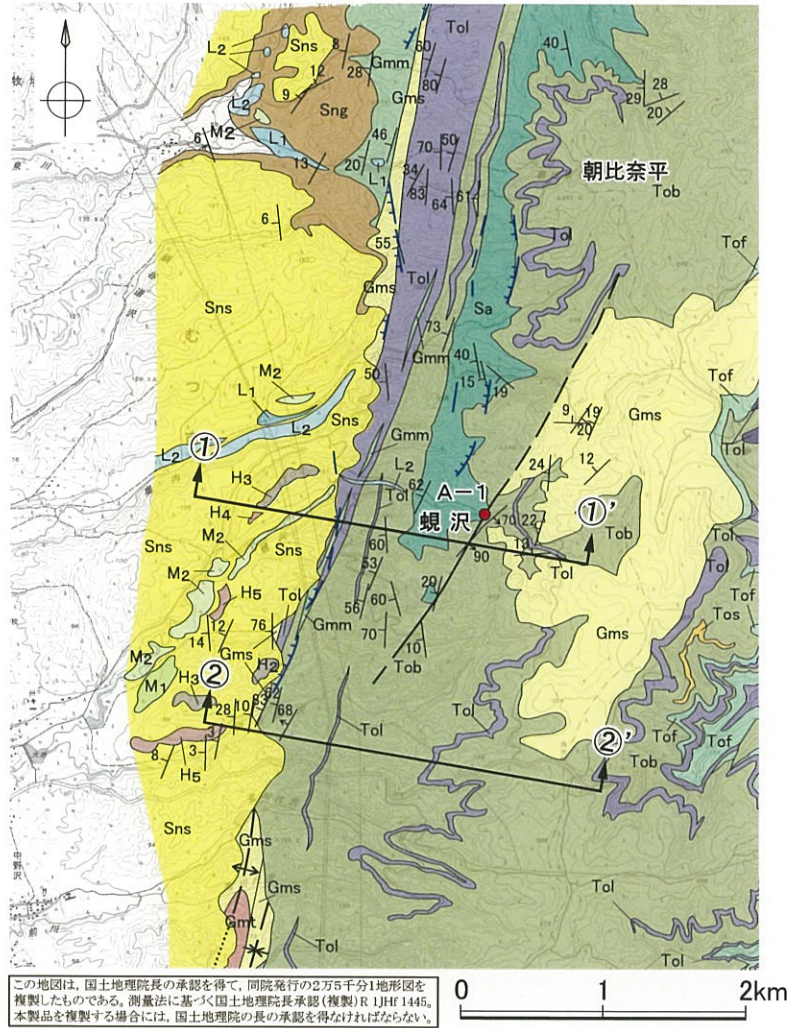 L2
Sns
8
28
Gmm
60
Tol
80
Gms
40
12
9
Sng
L2
M2
6
L1
13
46
20
L1
70
50
34
83
64
61
29
28
20
朝比奈平
Tob
Tol
Tof
6
55
Gms
Tol
Sns
Sa
73
Gmm
40
15
19
50
M2
L1
Sns
L2
L2
①
Gmm
9
19
20
Gms
Tof
Tol
24
12
H3
H4
L2
Tol
62
A-1
蜆沢
70
22
①’
Tob
Sns
M2
Sns
60
90
18
Tol
53
M2
H5
Tol
56
60
20
Tof
Tos
12
14
Gms
76
Gmm
70
10
Tob
Gms
M2
H3
H2
M1
②
62
28
10
83
68
②’
Tol
Tol
Tob
Tof
Tof
8
3
3
H5
Sns
Gms
Gms
Gmt
Tol
Tol
Tol
中野沢
この地図は、国土地理院長の承認を得て、同院発行の2万5千分1地形図を
複製したものである。測量法に基づく国土地理院長承認(複製)R 1JHf 1445。
本製品を複製する場合には、国土地理院の長の承認を得なければならない。
0 1 2km